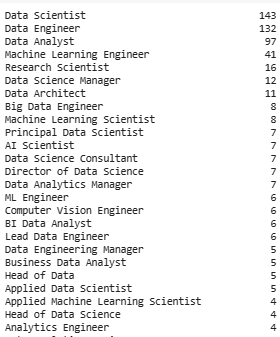 Data Scientist 143
Data Engineer 132
Data Analyst 97
Machine Learning Engineer 41
Research Scientist 16
Data Science Manager 12
Data Architect 11
Big Data Engineer 8
Machine Learning Scientist 8
Principal Data Scientist 7
AI Scientist 7
Data Science Consultant 7
Director of Data Science 7
Data Analytics Manager 7
ML Engineer 6
Computer Vision Engineer 6
BI Data Analyst 6
Lead Data Engineer 6
Data Engineering Manager 5
Business Data Analyst 5
Head of Data 5
Applied Data Scientist 5
Applied Machine Learning Scientist 4
Head of Data Science 4
Analytics Engineer 4